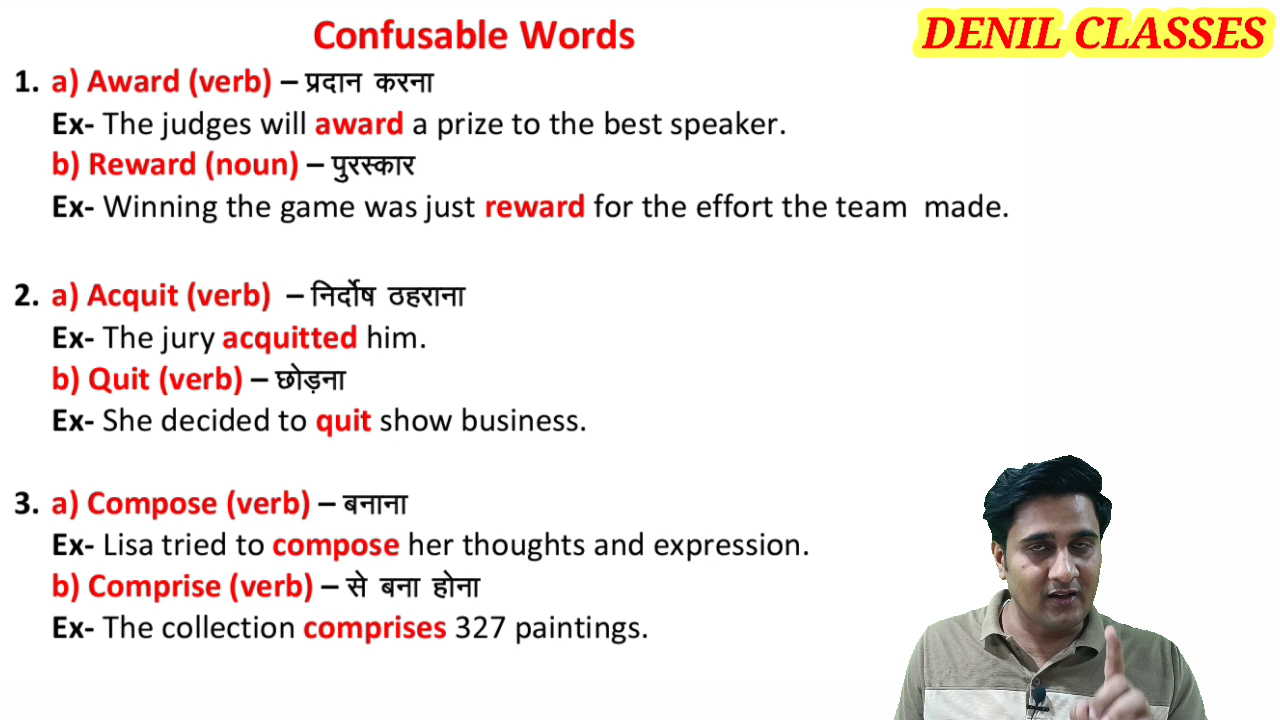 Confusable Words
DENIL CLASSES
1. a) Award (verb) – प्रदान करना
Ex- The judges will award a prize to the best speaker.
b) Reward (noun) – पुरस्कार
Ex- Winning the game was just reward for the effort the team made.
2. a) Acquit (verb) – निर्दोष ठहराना
Ex- The jury acquitted him.
b) Quit (verb) – छोड़ना
Ex- She decided to quit show business.
3. a) Compose (verb) – बनाना
Ex- Lisa tried to compose her thoughts and expression.
b) Comprise (verb) – से बना होना
Ex- The collection comprises 327 paintings.